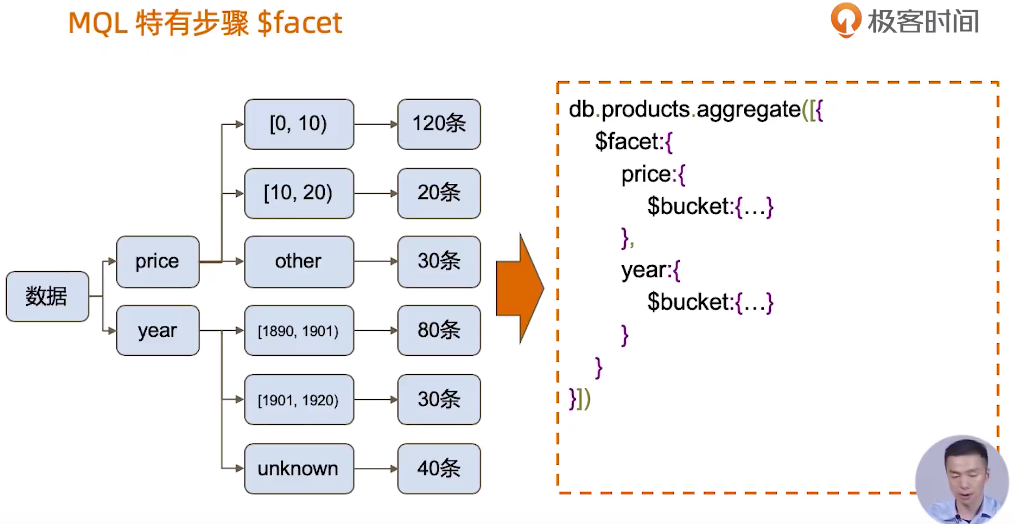 MQL 特有步骤 $facet
极客时间
数据
price
year
[0, 10)
120条
[10, 20)
20条
other
30条
[1890, 1901)
80条
[1901, 1920)
30条
unknown
40条
db.products.aggregate([{
$facet:{
price:{
$bucket:{…}
},
year:{
$bucket:{…}
}
}
}])